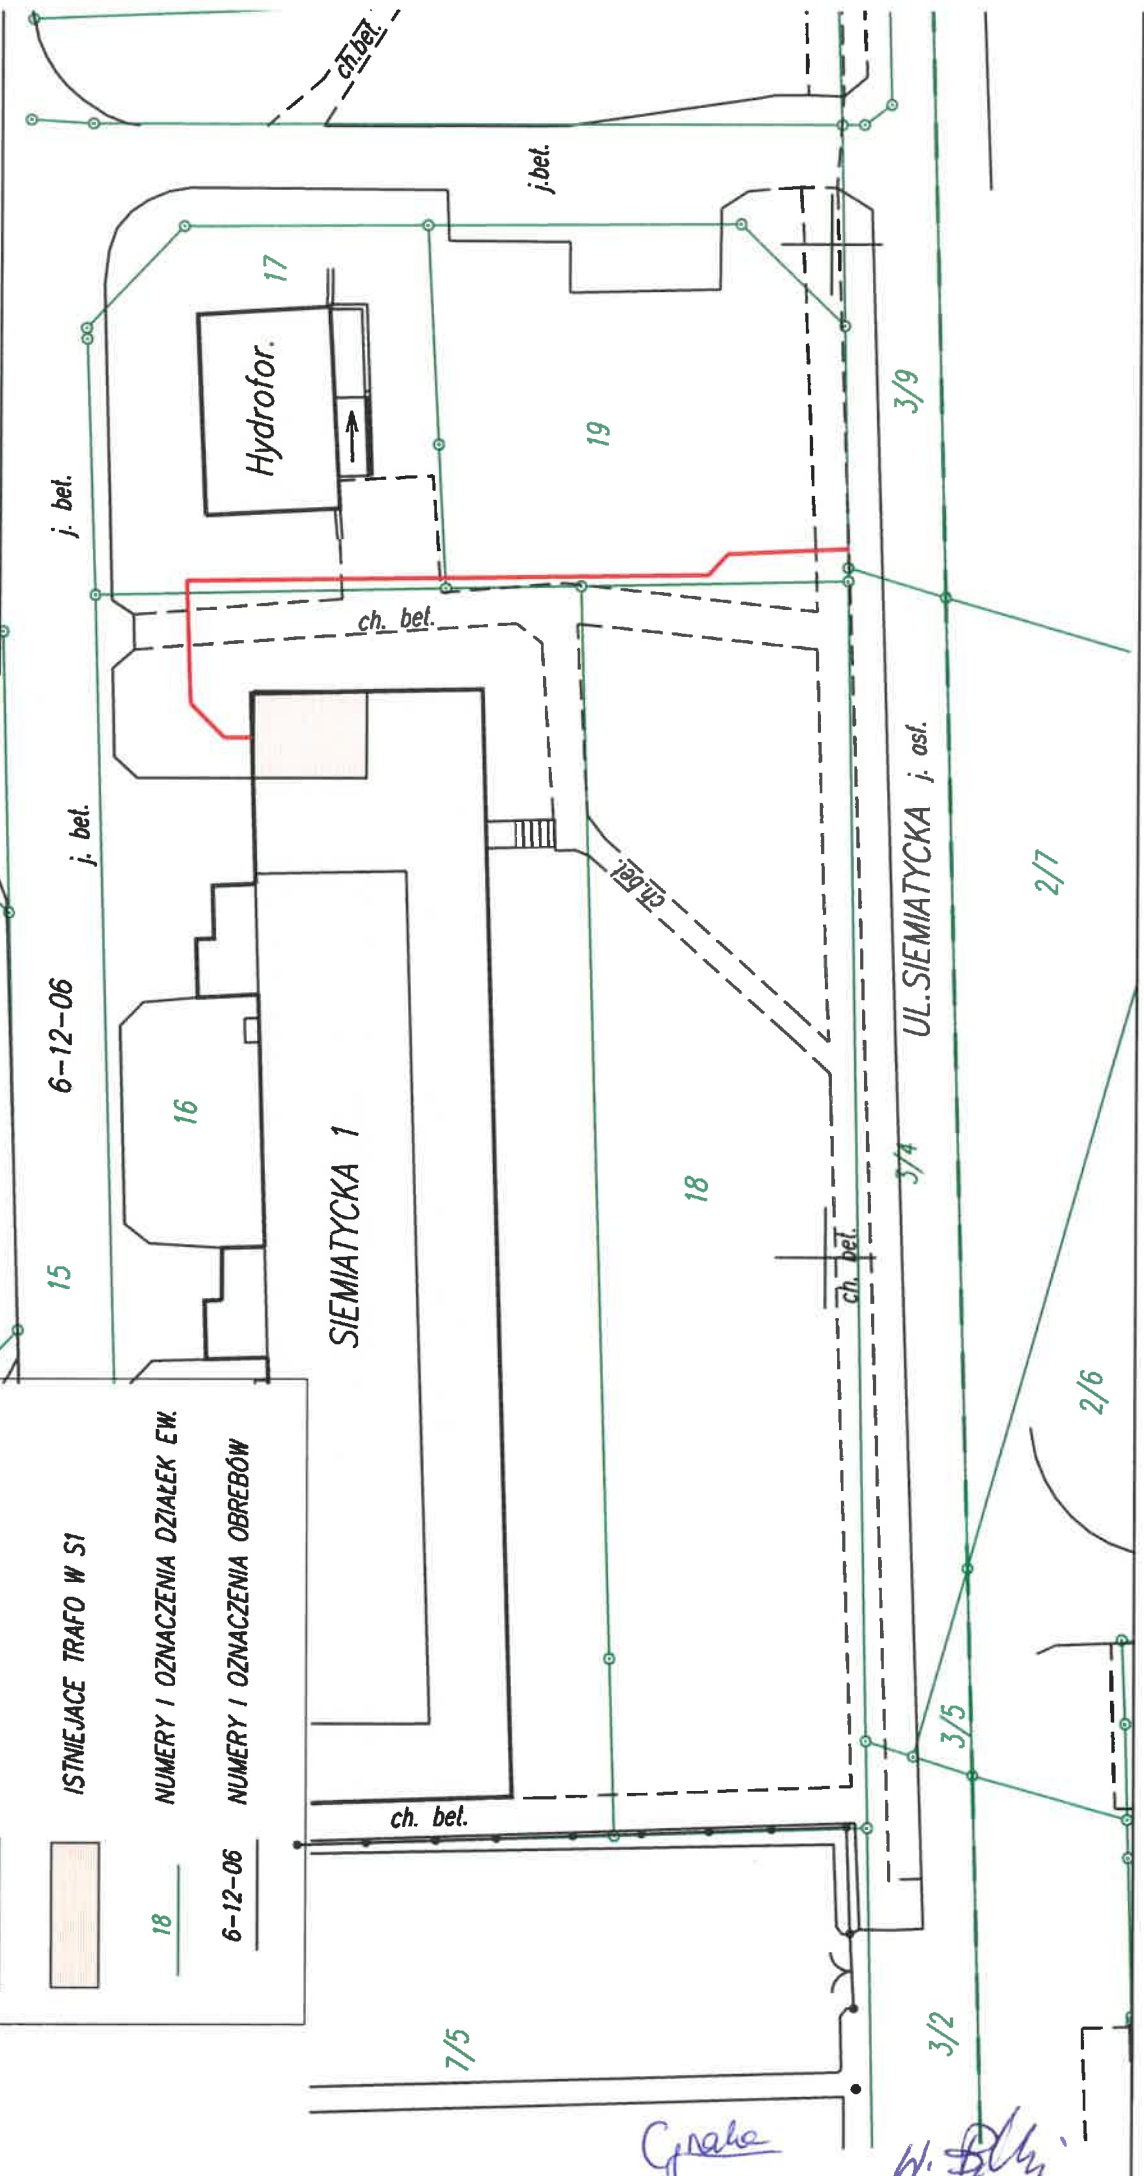 ch.bet.
j.bet.
17
Hydrofor.
19
3/9
j. bet.
ch. bet.
j. bet.
ch.bet.
UL.SIEMIATYCKA j. asf.
2/7
6-12-06
16
SIEMIATYCKA 1
18
3/4
ch. bet.
15
2/6
ISTNIEJACE TRAFO W S1
18 NUMERY I OZNACZENIA DZIAŁEK EW.
6-12-06 NUMERY I OZNACZENIA OBREBÓW
ch. bet.
3/5
7/5
3/2